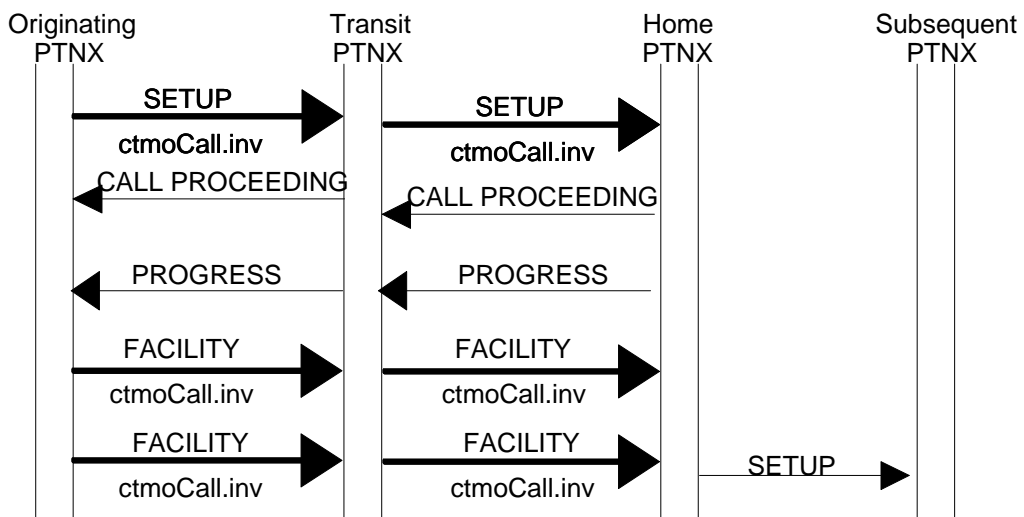 Originating PTNX
Transit PTNX
Home PTNX
Subsequent PTNX
SETUP
ctmoCall.inv
SETUP
ctmoCall.inv
CALL PROCEEDING
CALL PROCEEDING
PROGRESS
PROGRESS
FACILITY
ctmoCall.inv
FACILITY
ctmoCall.inv
FACILITY
ctmoCall.inv
FACILITY
ctmoCall.inv
SETUP